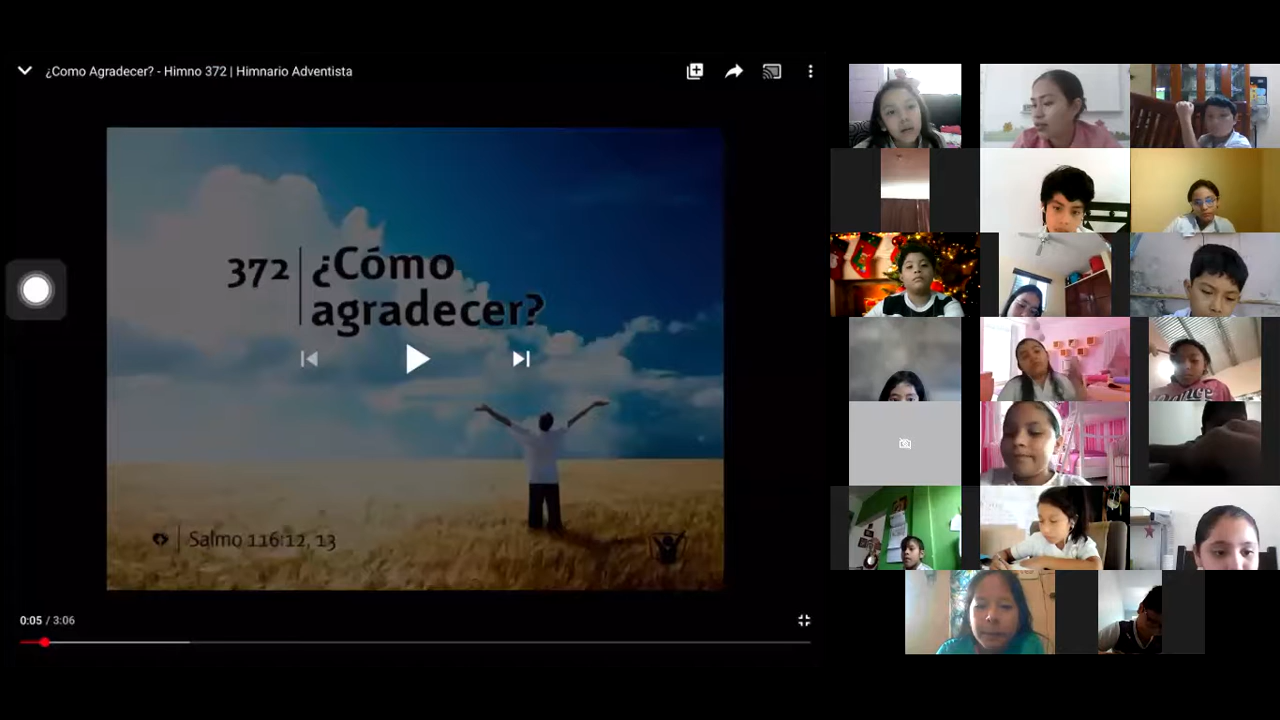 ¿Como Agradecer? - Himno 372 | Himnario Adventista
372 | ¿Cómo
agradecer?
Salmo 116:12, 13
0:05 / 3:06